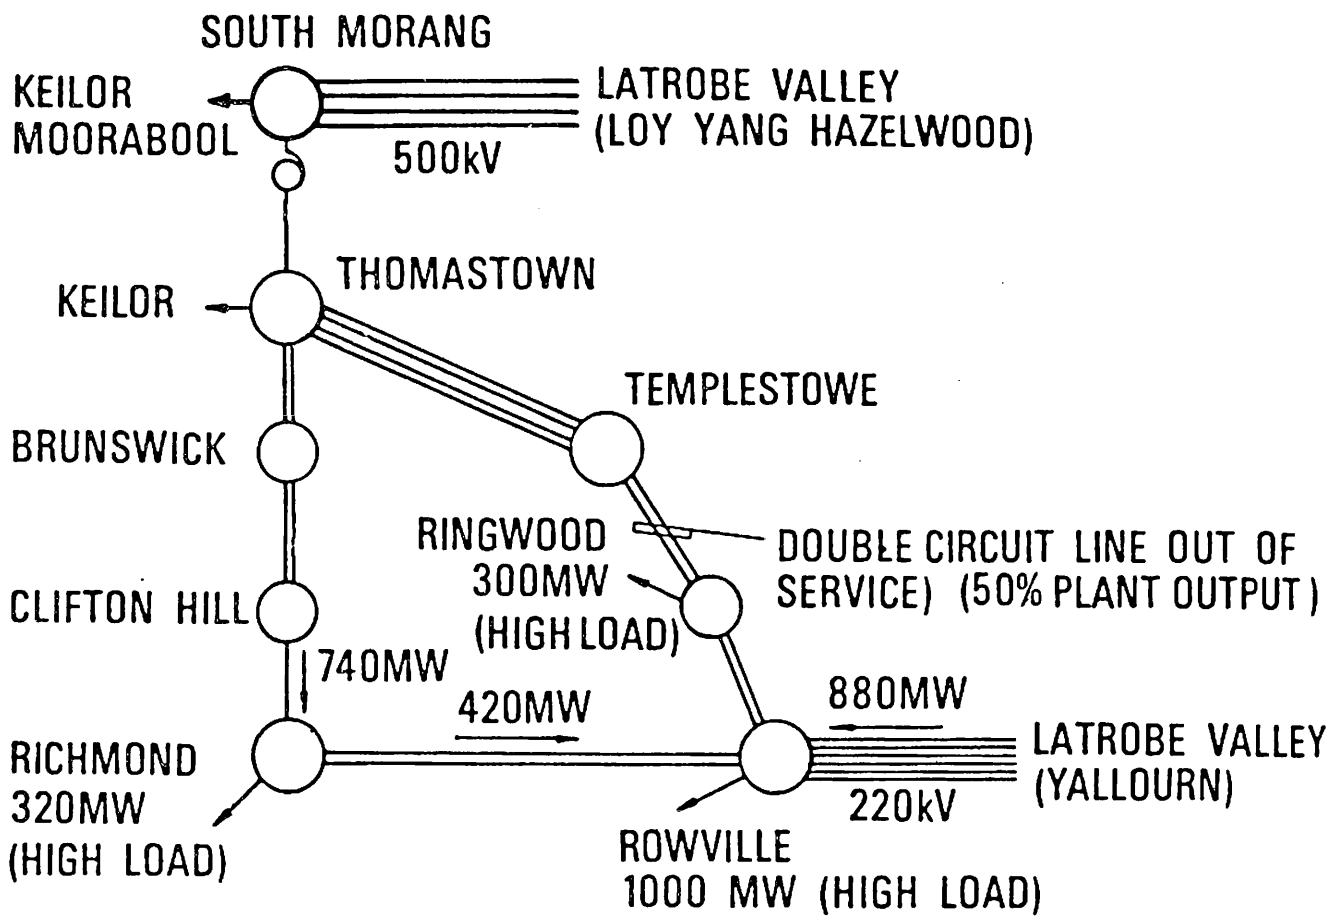 SOUTH MORANG
KEILOR
MOORABOOL
LATROBE VALLEY
(LOY YANG HAZELWOOD)
500kV
THOMASTOWN
KEILOR
TEMPLESTOWE
BRUNSWICK
RINGWOOD
300MW
(HIGH LOAD)
DOUBLE CIRCUIT LINE OUT OF
SERVICE) (50% PLANT OUTPUT)
CLIFTON HILL
740MW
420MW
880MW
RICHMOND
320MW
(HIGH LOAD)
LATROBE VALLEY
(YALLOURN)
220kV
ROWVILLE
1000 MW (HIGH LOAD)